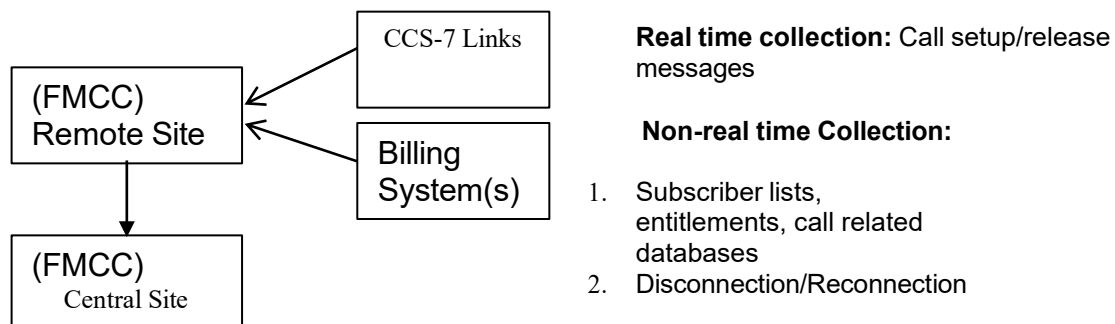 CCS-7 Links
(FMCC)
Remote Site
Billing
System(s)
(FMCC)
Central Site
Real time collection: Call setup/release
messages
Non-real time Collection:
1. Subscriber lists,
entitlements, call related
databases
2. Disconnection/Reconnection